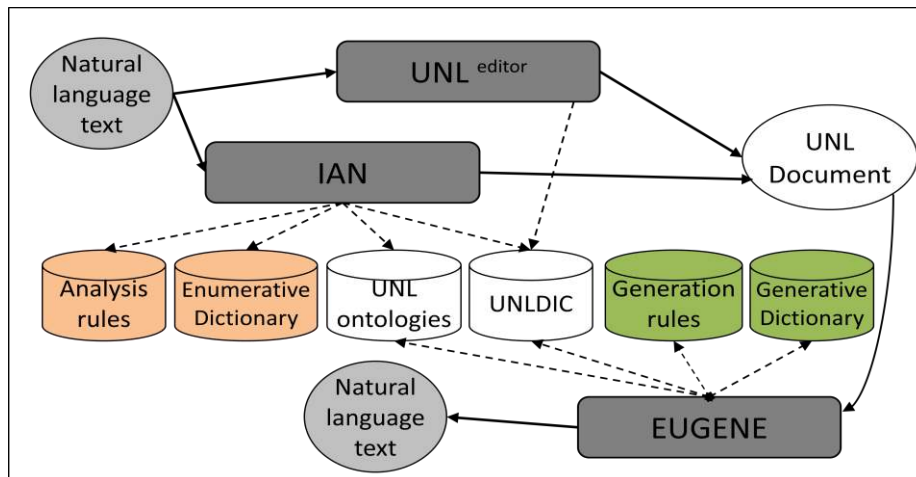 Natural
language
text
UNL editor
IAN
UNL
Document
Analysis
rules
Enumerative
Dictionary
UNL
ontologies
UNLDIC
Generation
rules
Generative
Dictionary
Natural
language
text
EUGENE